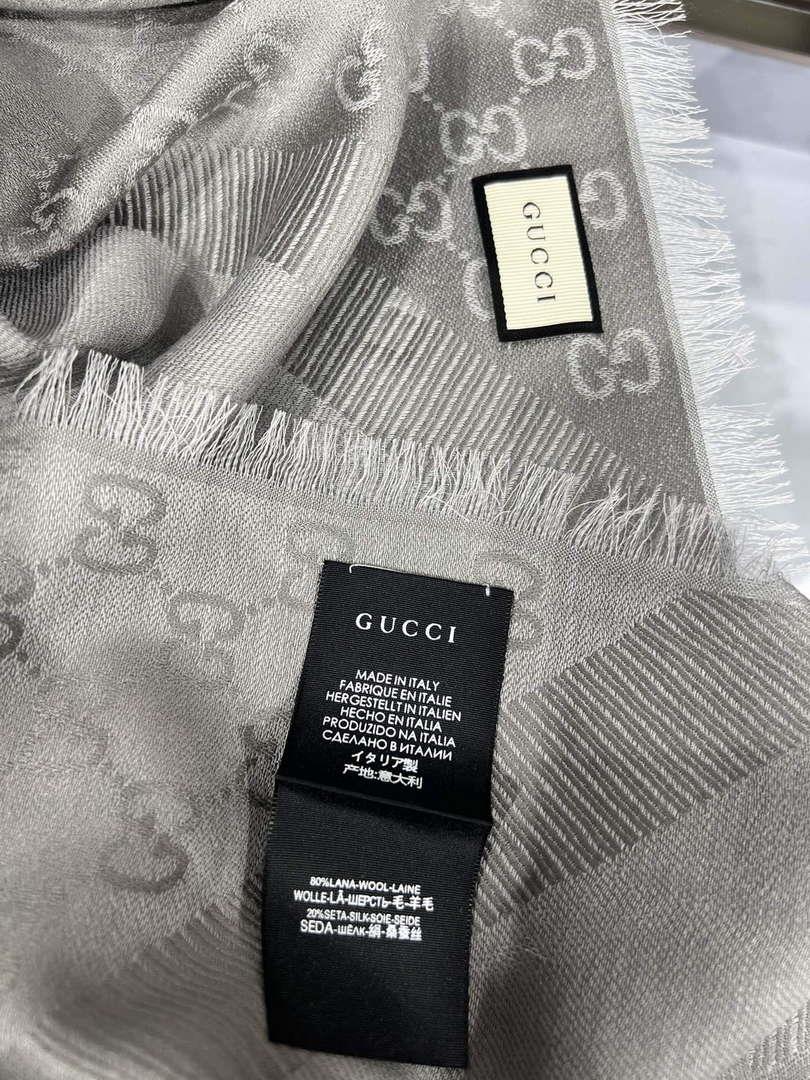 GUCCI
GUCCI
MADE IN ITALY
FABRIQUE EN ITALIE
HERGESTELLT IN ITALIEN
HECHO EN ITALIA
PRODUZIDO NA ITALIA
СДЕЛАНО В ИТАЛИИ
イタリア製
产地:意大利
80%LANA-WOOL-LAINE
WOLLE-LÃ-ШЕРСТЬ-毛-羊毛
20%SETA-SILK-SOIE-SEIDE
SEDA-ШЁЛК-絹-桑蚕丝